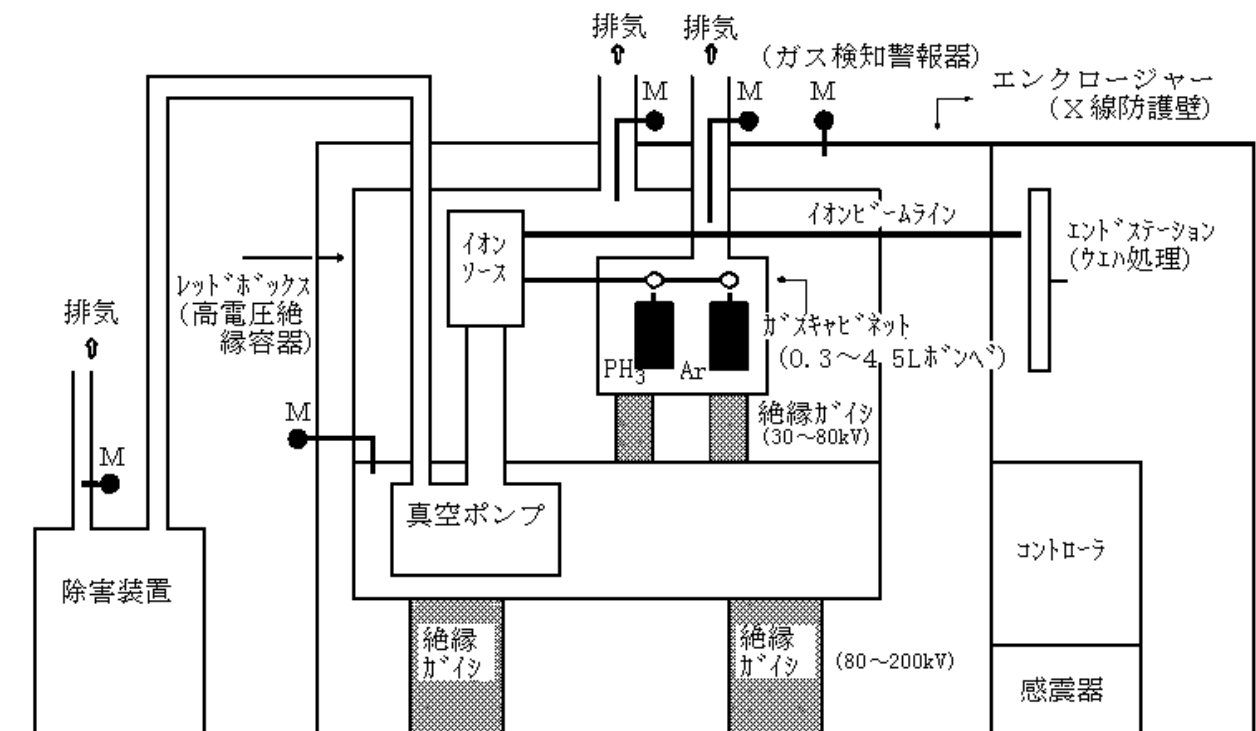 排気
排気
(ガス検知警報器)
M
M
M
エンクロージャー
(X線防護壁)
イオンビームライン
イオン
ソース
エンドステーション
(ウエハ処理)
レッドボックス
(高電圧絶
縁容器)
排気
ガスキャビネット
(0.3～4.5Lボンベ)
PH3
Ar
絶縁ガイシ
(30～80kV)
M
M
真空ポンプ
コントローラ
除害装置
絶縁
ガイシ
絶縁
ガイシ
(80～200kV)
感震器